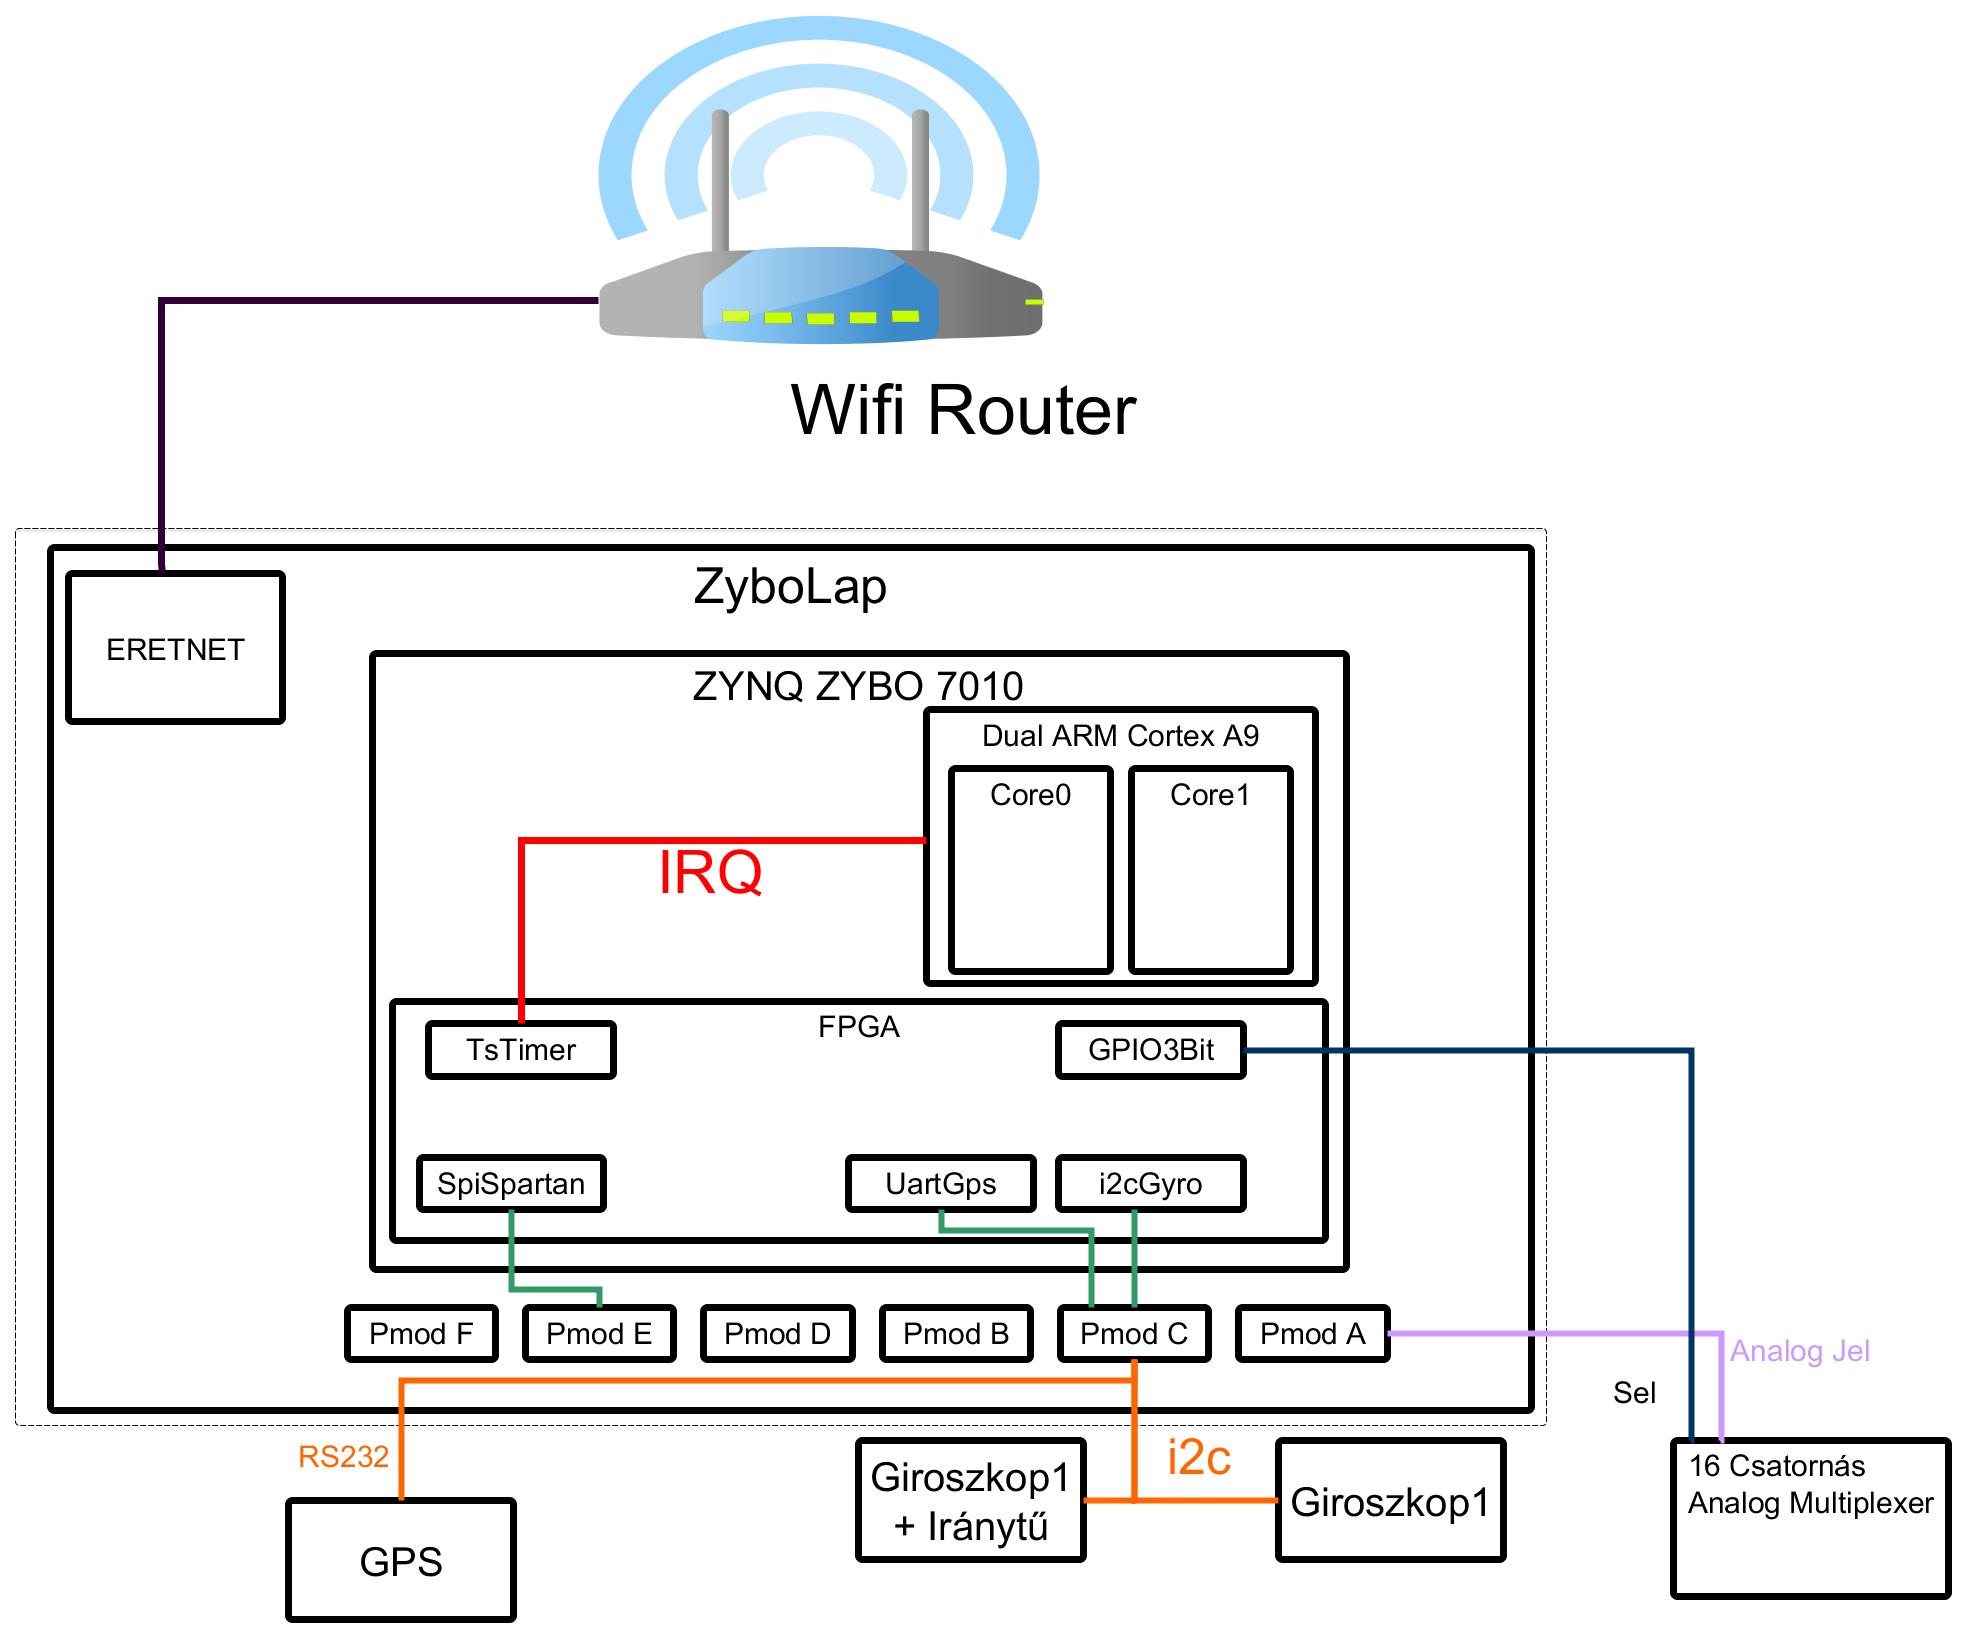 Wifi Router
ZyboLap
ERETNET
ZYNQ ZYBO 7010
Dual ARM Cortex A9
Core0
Core1
IRQ
FPGA
TsTimer
GPIO3Bit
SpiSpartan
UartGps
i2cGyro
Pmod F
Pmod E
Pmod D
Pmod B
Pmod C
Pmod A
Analog Jel
Sel
RS232
i2c
GPS
Giroszkop1
+ Iránytű
Giroszkop1
16 Csatornás
Analog Multiplexer